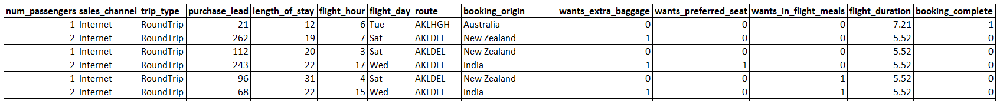 num_passengers sales_channel trip_type purchase_lead length_of_stay flight_hour flight_day route booking_origin wants_extra_baggage wants_preferred_seat wants_in_flight_meals flight_duration booking_complete
1 Internet RoundTrip 21 12 6 Tue AKLHGH Australia 0 0 0 7.21 1
2 Internet RoundTrip 262 19 7 Sat AKLDEL New Zealand 1 0 0 5.52 0
1 Internet RoundTrip 112 20 3 Sat AKLDEL New Zealand 0 0 0 5.52 0
2 Internet RoundTrip 243 22 17 Wed AKLDEL India 1 1 0 5.52 0
1 Internet RoundTrip 96 31 4 Sat AKLDEL New Zealand 0 0 1 5.52 0
2 Internet RoundTrip 68 22 15 Wed AKLDEL India 1 0 1 5.52 0